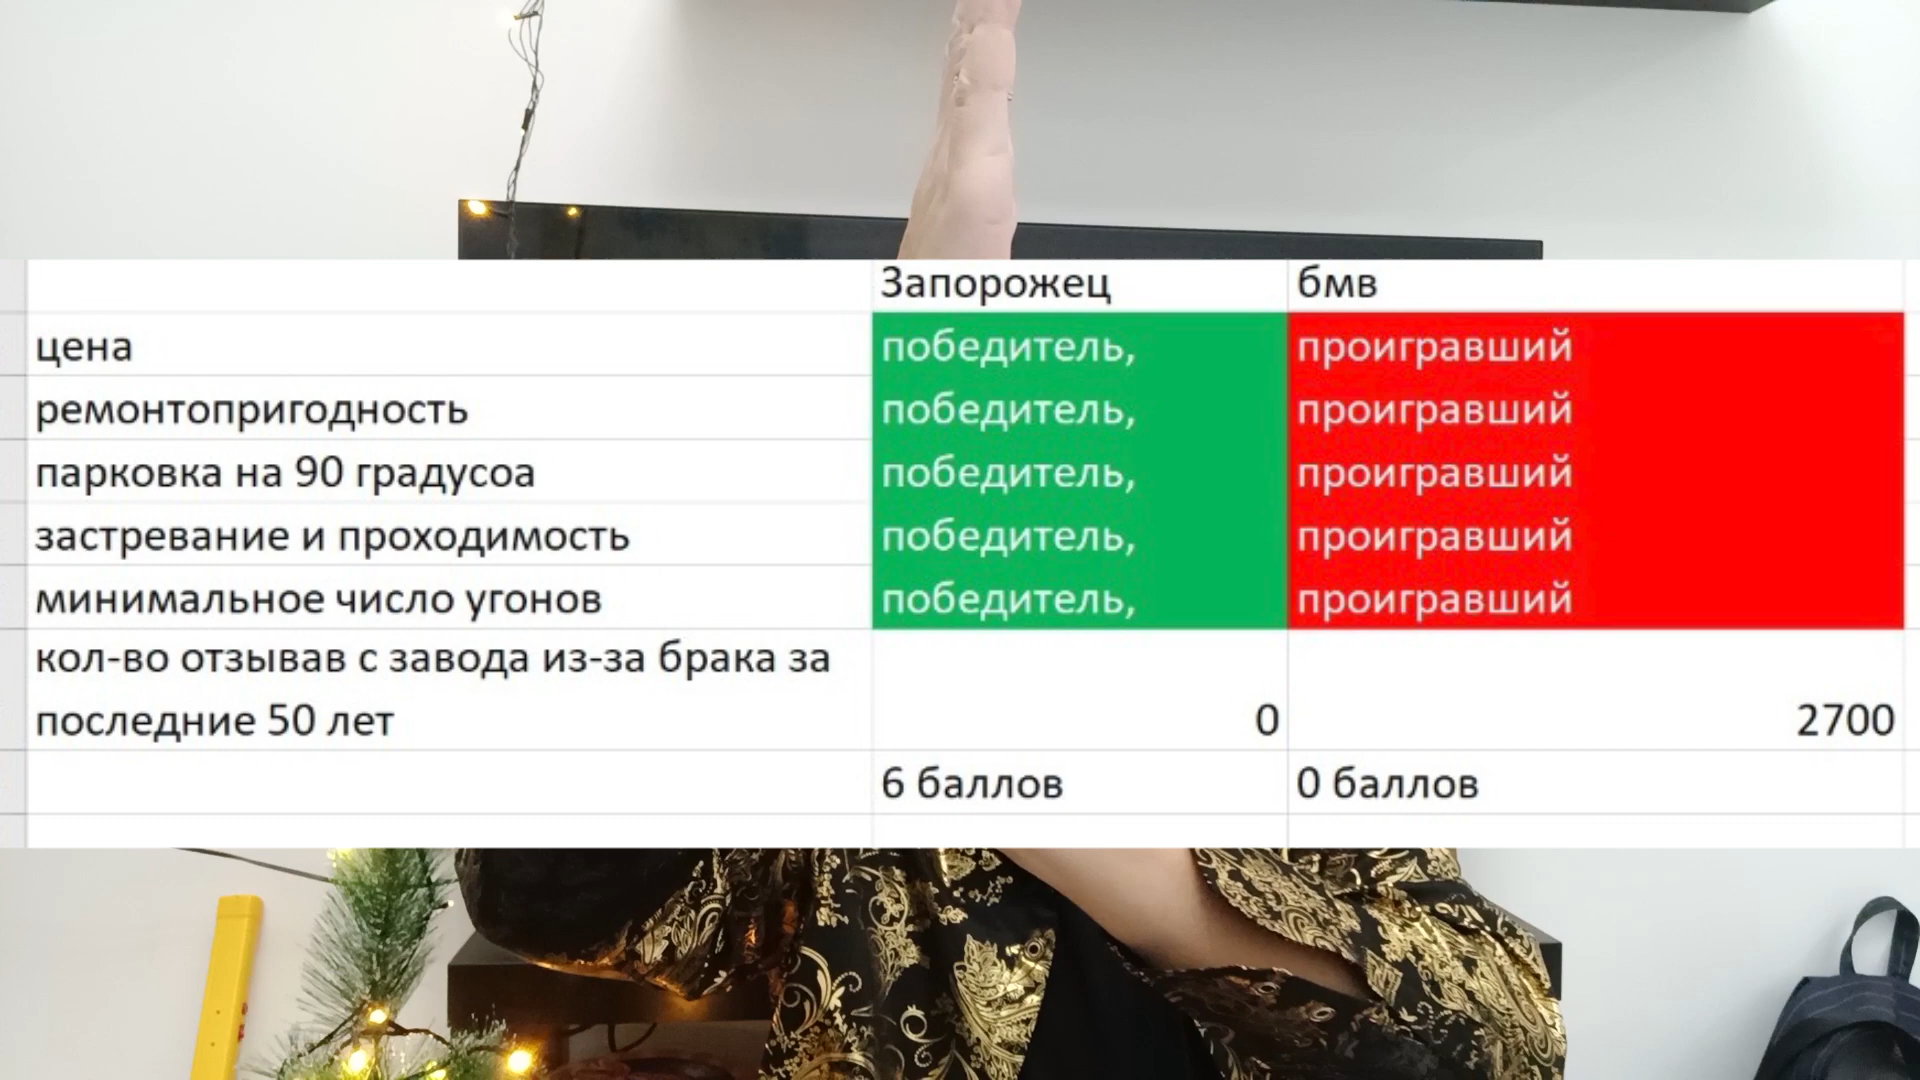 Запорожец бмв
цена победитель, проигравший
ремонтопригодность победитель, проигравший
парковка на 90 градусоа победитель, проигравший
застревание и проходимость победитель, проигравший
минимальное число угонов победитель, проигравший
кол-во отзывав с завода из-за брака за
последние 50 лет 0 2700
6 баллов 0 баллов